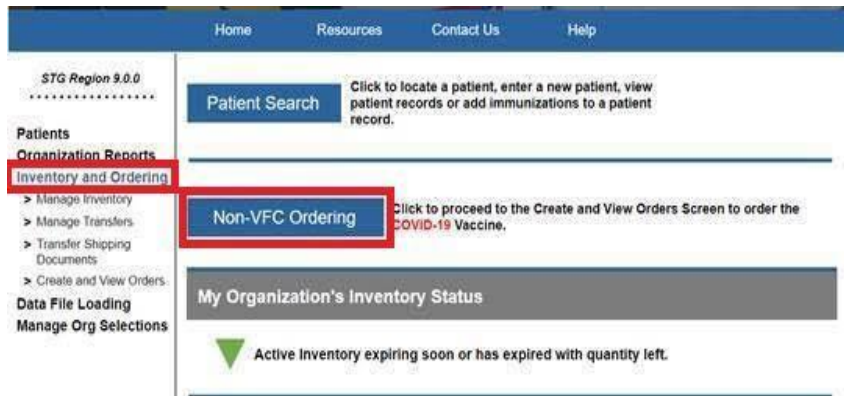 Home Resources Contact Us Help
STG Region 9.0.0
Patients
Organization Reports
Inventory and Ordering
> Manage Inventory
> Manage Transfers
> Transfer Shipping
Documents
> Create and View Orders
Data File Loading
Manage Org Selections
Patient Search
Click to locate a patient, enter a new patient, view
patient records or add immunizations to a patient
record.
Non-VFC Ordering
Click to proceed to the Create and View Orders Screen to order the
COVID-19 Vaccine.
My Organization's Inventory Status
Active Inventory expiring soon or has expired with quantity left.